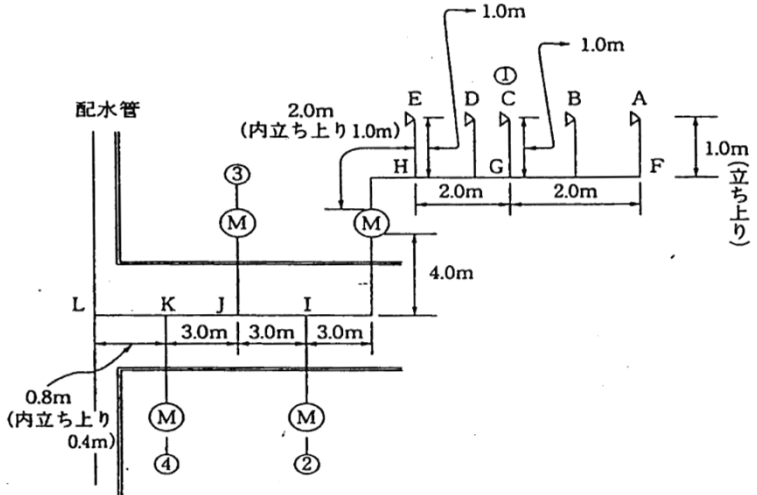 1.0m
1.0m
①
E D C B A
配水管
2.0m
(内立ち上り1.0m)
1.0m
(立ち上り)
H G F
③
2.0m 2.0m
M M
4.0m
L K J I
3.0m 3.0m 3.0m
0.8m
(内立ち上り
0.4m)
M M
④ ②